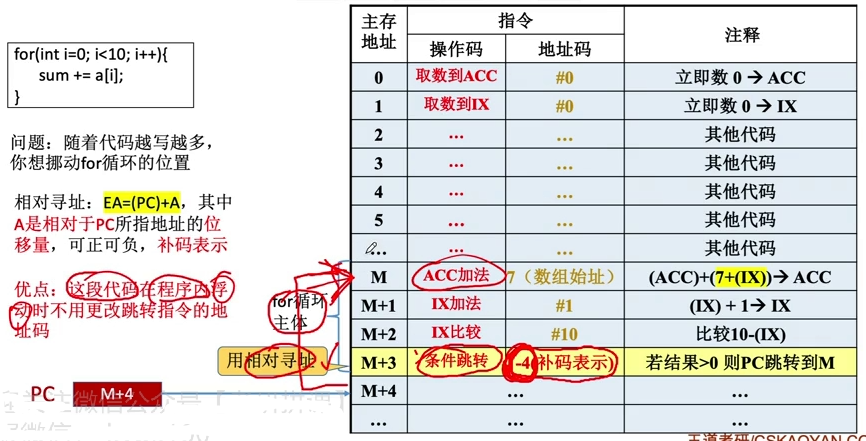 for(int i=0; i<10; i++){
sum += a[i];
}
问题：随着代码越写越多，
你想挪动for循环的位置
相对寻址：EA=(PC)+A，其中
A是相对于PC所指地址的位
移量，可正可负，补码表示
优点：这段代码在程序内浮
动时不用更改跳转指令的地
址码
for循环
主体
用相对寻址
PC
M+4
主存
地址
指令
注释
操作码 地址码
0 取数到ACC #0 立即数 0 → ACC
1 取数到IX #0 立即数 0 → IX
2 … … 其他代码
3 … … 其他代码
4 … … 其他代码
5 … … 其他代码
… … … 其他代码
M ACC加法 7（数组始址） (ACC)+(7+(IX))→ ACC
M+1 IX加法 #1 (IX) + 1→ IX
M+2 IX比较 #10 比较10-(IX)
M+3 条件跳转 -4(补码表示) 若结果>0 则PC跳转到M
M+4 … …
… … …
王道考研/CSKAOYAN.CO